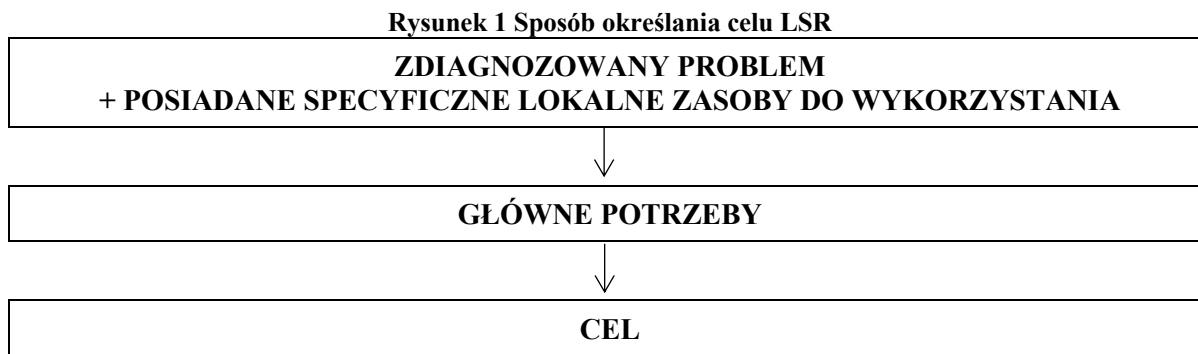 Rysunek 1 Sposób określania celu LSR
ZDIAGNOZOWANY PROBLEM
+ POSIADANE SPECYFICZNE LOKALNE ZASOBY DO WYKORZYSTANIA
GŁÓWNE POTRZEBY
CEL